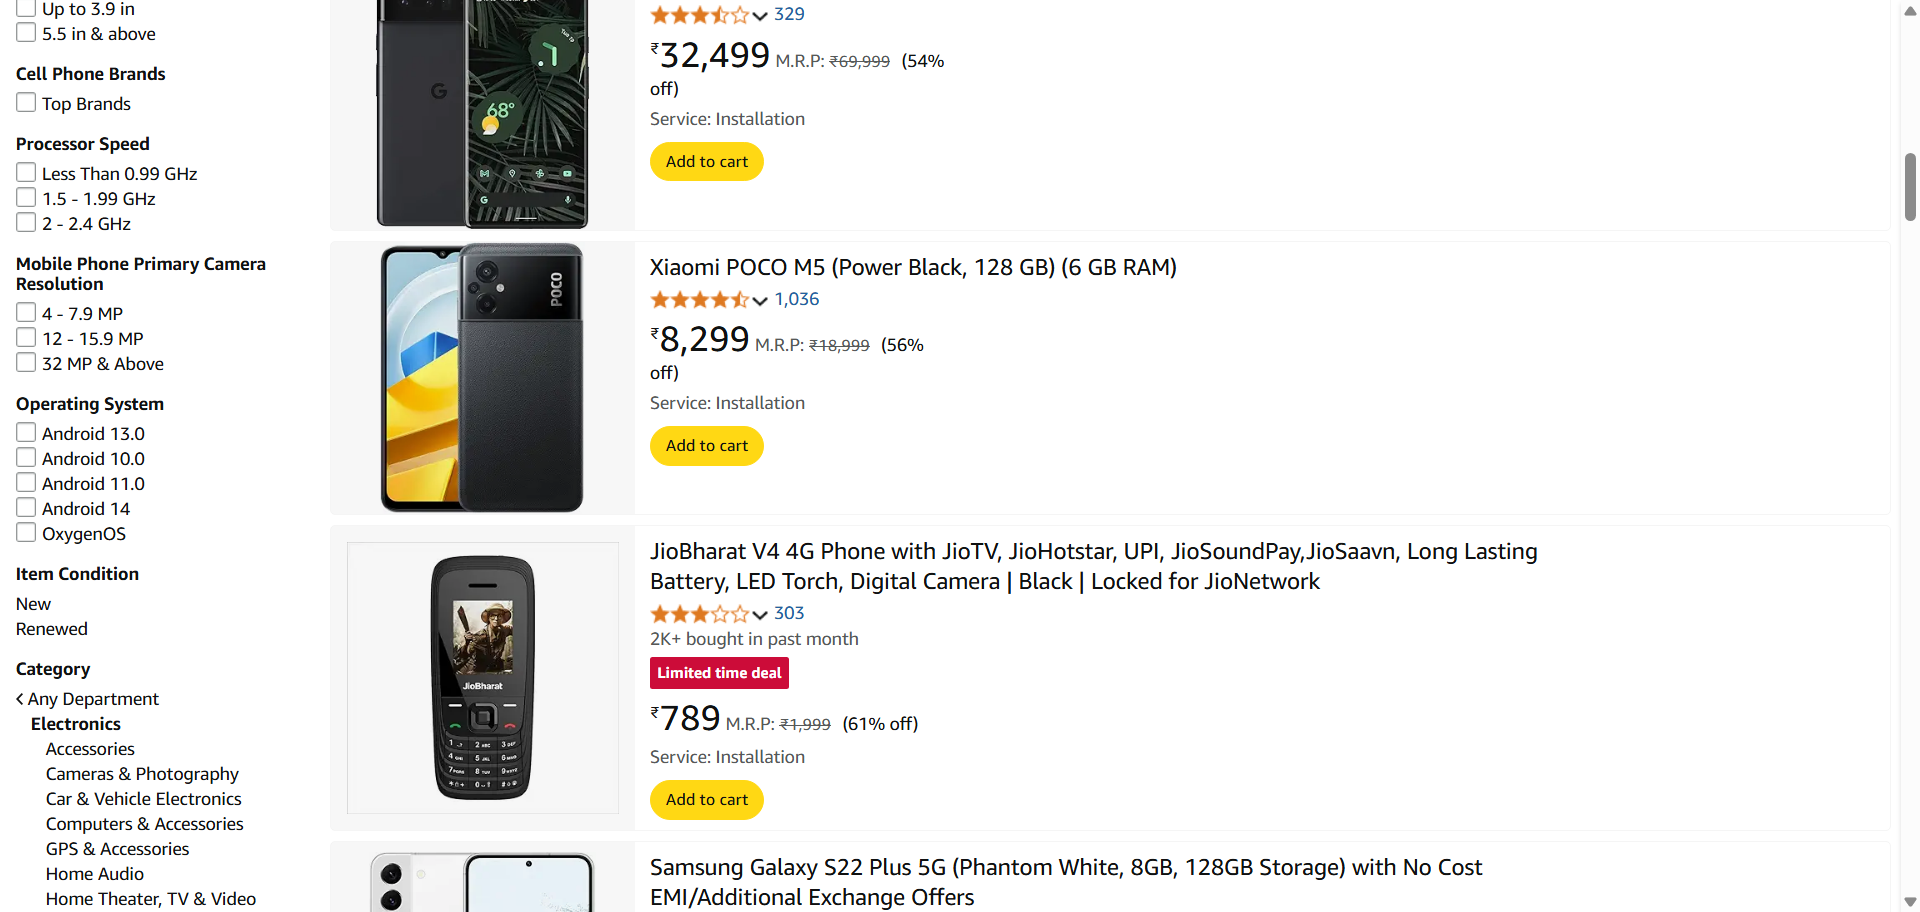 Up to 3.9 in
5.5 in & above
Cell Phone Brands
Top Brands
Processor Speed
Less Than 0.99 GHz
1.5 - 1.99 GHz
2 - 2.4 GHz
Mobile Phone Primary Camera
Resolution
4 - 7.9 MP
12 - 15.9 MP
32 MP & Above
Operating System
Android 13.0
Android 10.0
Android 11.0
Android 14
OxygenOS
Item Condition
New
Renewed
Category
Any Department
Electronics
Accessories
Cameras & Photography
Car & Vehicle Electronics
Computers & Accessories
GPS & Accessories
Home Audio
Home Theater, TV & Video
G
68°
329
₹32,499 M.R.P: ₹69,999 (54%
off)
Service: Installation
Add to cart
POCO
Xiaomi POCO M5 (Power Black, 128 GB) (6 GB RAM)
1,036
₹8,299 M.R.P: ₹18,999 (56%
off)
Service: Installation
Add to cart
JioBharat
JioBharat V4 4G Phone with JioTV, JioHotstar, UPI, JioSoundPay,JioSaavn, Long Lasting
Battery, LED Torch, Digital Camera | Black | Locked for JioNetwork
303
2K+ bought in past month
Limited time deal
₹789 M.R.P: ₹1,999 (61% off)
Service: Installation
Add to cart
Samsung Galaxy S22 Plus 5G (Phantom White, 8GB, 128GB Storage) with No Cost
EMI/Additional Exchange Offers